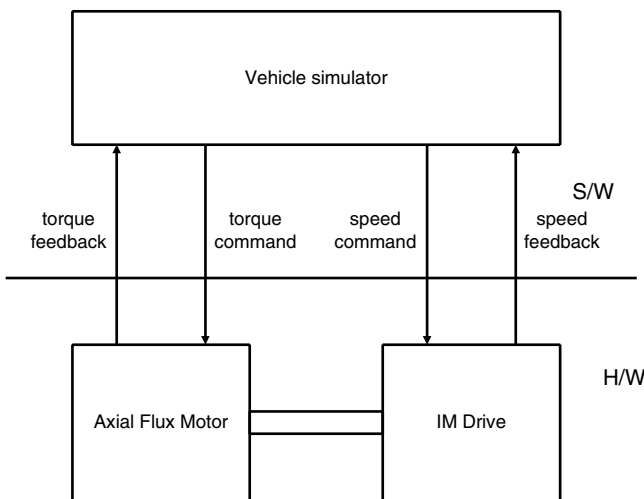 Vehicle simulator
S/W
torque
feedback
torque
command
speed
command
speed
feedback
H/W
Axial Flux Motor
IM Drive